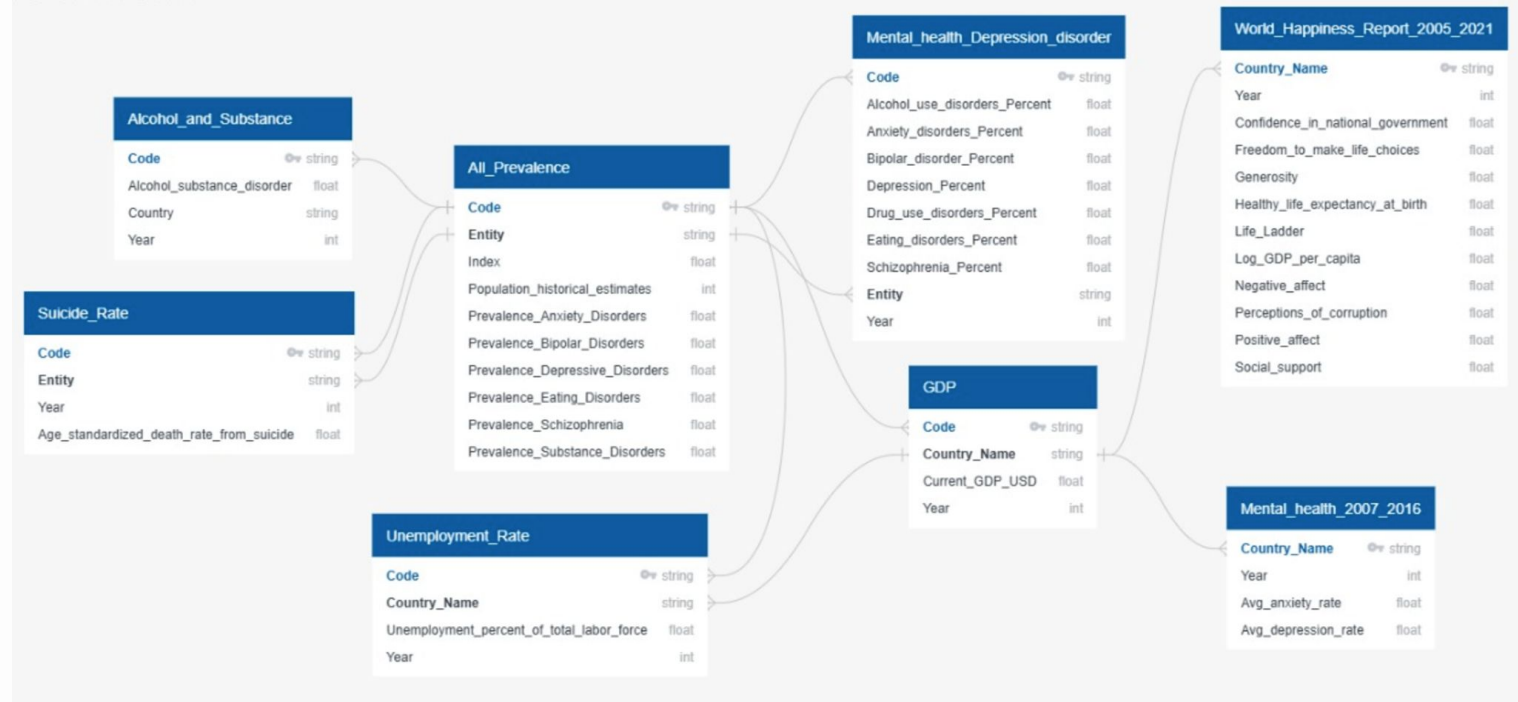 Alcohol_and_Substance
Code string
Alcohol_substance_disorder float
Country string
Year int
Suicide_Rate
Code string
Entity string
Year int
Age_standardized_death_rate_from_suicide float
All_Prevalence
Code string
Entity string
Index float
Population_historical_estimates int
Prevalence_Anxiety_Disorders float
Prevalence_Bipolar_Disorders float
Prevalence_Depressive_Disorders float
Prevalence_Eating_Disorders float
Prevalence_Schizophrenia float
Prevalence_Substance_Disorders float
Unemployment_Rate
Code string
Country_Name string
Unemployment_percent_of_total_labor_force float
Year int
Mental_health_Depression_disorder
Code string
Alcohol_use_disorders_Percent float
Anxiety_disorders_Percent float
Bipolar_disorder_Percent float
Depression_Percent float
Drug_use_disorders_Percent float
Eating_disorders_Percent float
Schizophrenia_Percent float
Entity string
Year int
GDP
Code string
Country_Name string
Current_GDP_USD float
Year int
World_Happiness_Report_2005_2021
Country_Name string
Year int
Confidence_in_national_government float
Freedom_to_make_life_choices float
Generosity float
Healthy_life_expectancy_at_birth float
Life_Ladder float
Log_GDP_per_capita float
Negative_affect float
Perceptions_of_corruption float
Positive_affect float
Social_support float
Mental_health_2007_2016
Country_Name string
Year int
Avg_anxiety_rate float
Avg_depression_rate float